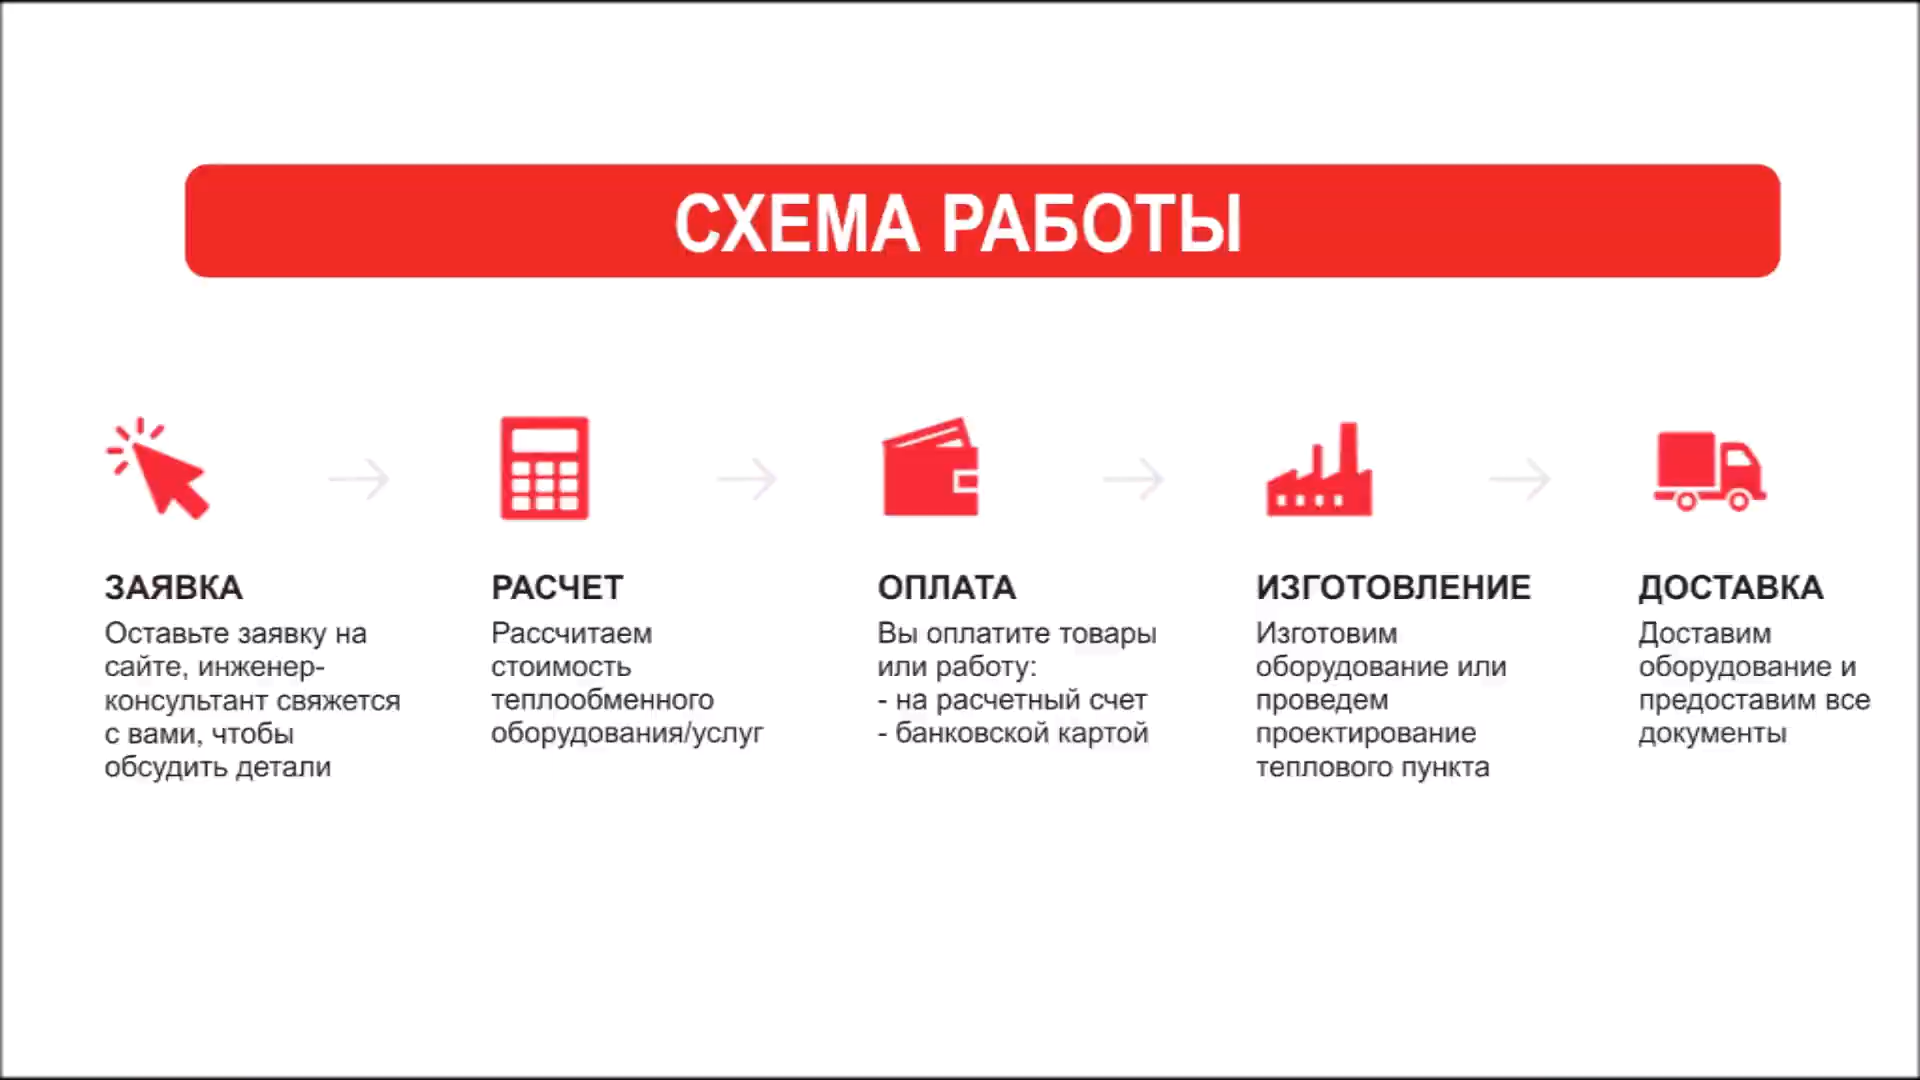 СХЕМА РАБОТЫ
ЗАЯВКА
Оставьте заявку на
сайте, инженер-
консультант свяжется
с вами, чтобы
обсудить детали
РАСЧЕТ
Рассчитаем
стоимость
теплообменного
оборудования/услуг
ОПЛАТА
Вы оплатите товары
или работу:
- на расчетный счет
- банковской картой
ИЗГОТОВЛЕНИЕ
Изготовим
оборудование или
проведем
проектирование
теплового пункта
ДОСТАВКА
Доставим
оборудование и
предоставим все
документы